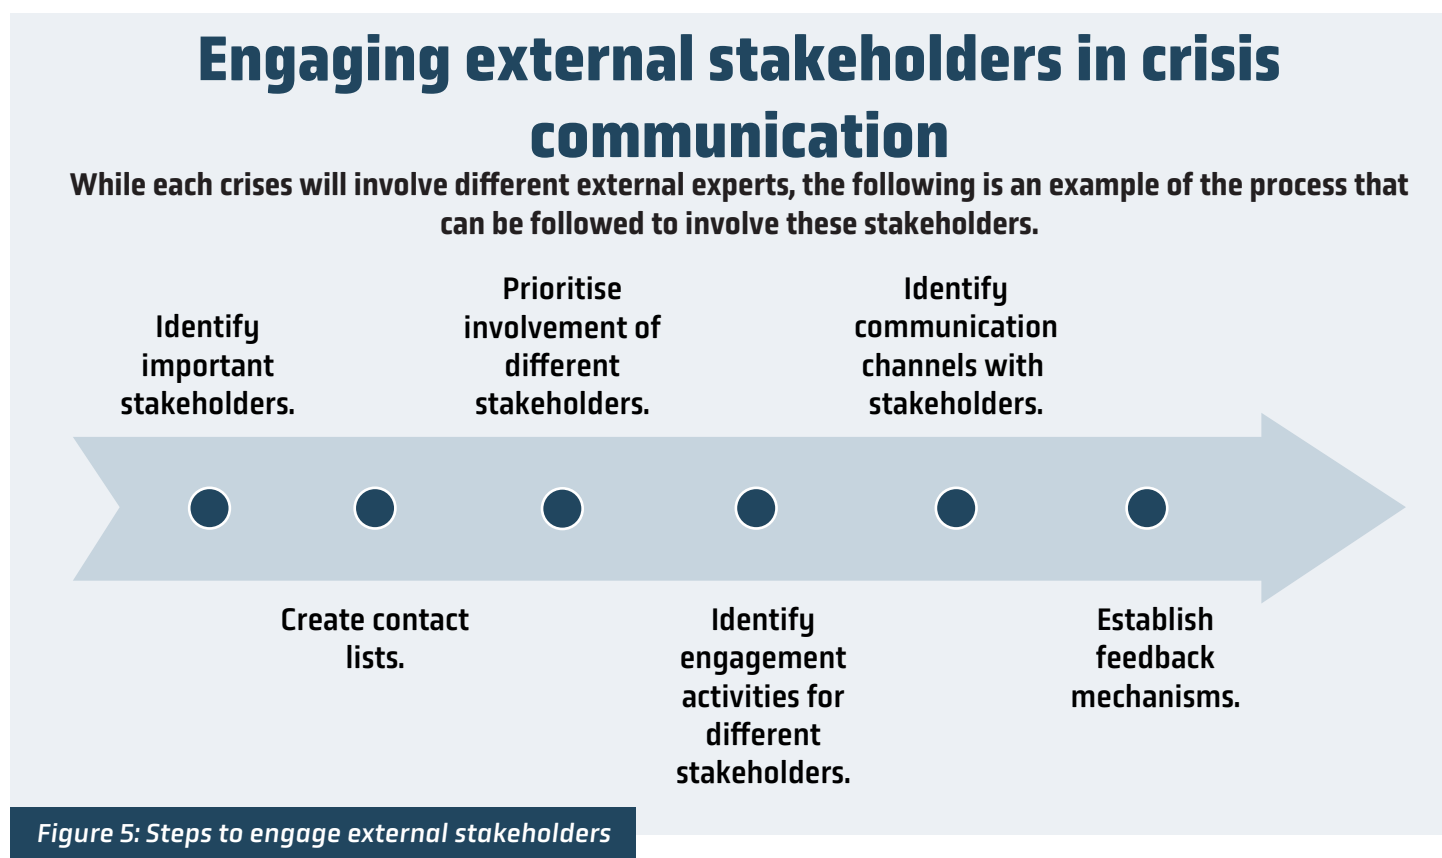 Engaging external stakeholders in crisis
communication
While each crises will involve different external experts, the following is an example of the process that
can be followed to involve these stakeholders.
Identify
important
stakeholders.
Create contact
lists.
Prioritise
involvement of
different
stakeholders.
Identify
engagement
activities for
different
stakeholders.
Identify
communication
channels with
stakeholders.
Establish
feedback
mechanisms.
Figure 5: Steps to engage external stakeholders